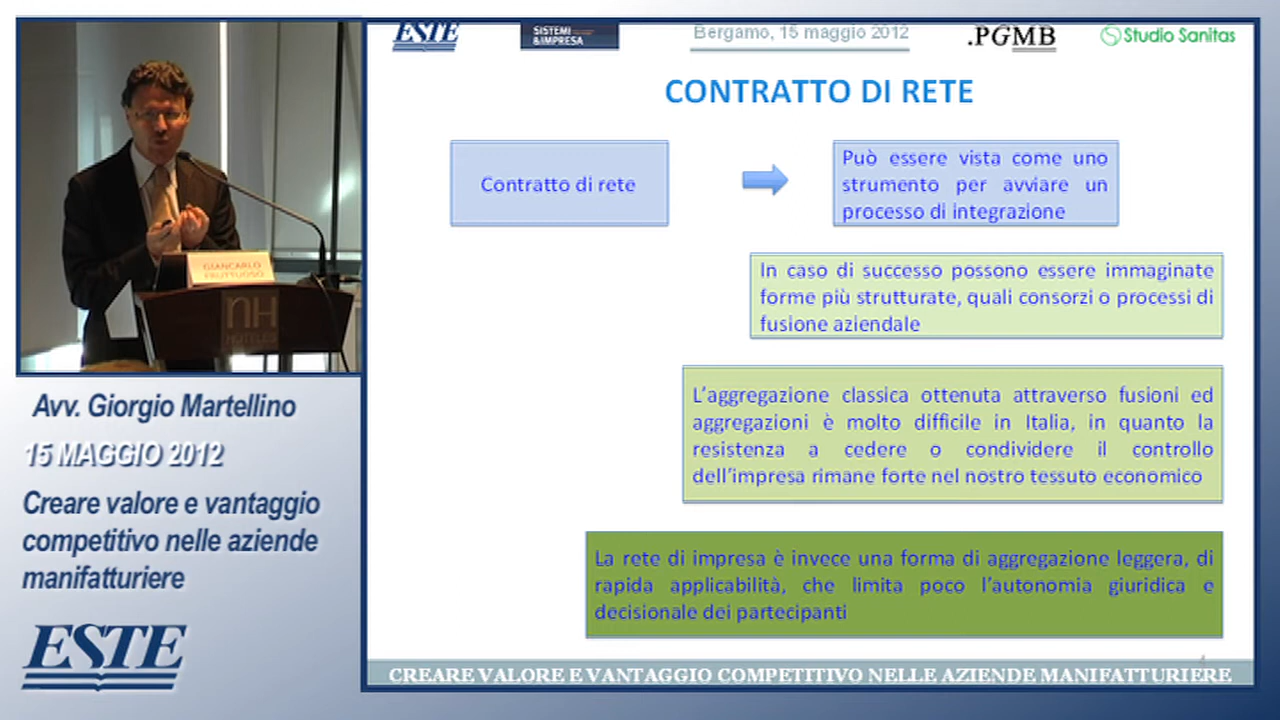 ESTE
SISTEMI
&IMPRESA
Bergamo, 15 maggio 2012
.PGMB
Studio Sanitas
CONTRATTO DI RETE
Contratto di rete
Può essere vista come uno
strumento per avviare un
processo di integrazione
In caso di successo possono essere immaginate
forme più strutturate, quali consorzi o processi di
fusione aziendale
L'aggregazione classica ottenuta attraverso fusioni ed
aggregazioni è molto difficile in Italia, in quanto la
resistenza a cedere o condividere il controllo
dell'impresa rimane forte nel nostro tessuto economico
La rete di impresa è invece una forma di aggregazione leggera, di
rapida applicabilità, che limita poco l'autonomia giuridica e
decisionale dei partecipanti
4
CREARE VALORE E VANTAGGIO COMPETITIVO NELLE AZIENDE MANIFATTURIERE
GIANCARLO
FRUTTUOSO
nH
HOTELES
Avv. Giorgio Martellino
15 MAGGIO 2012
Creare valore e vantaggio
competitivo nelle aziende
manifatturiere
ESTE